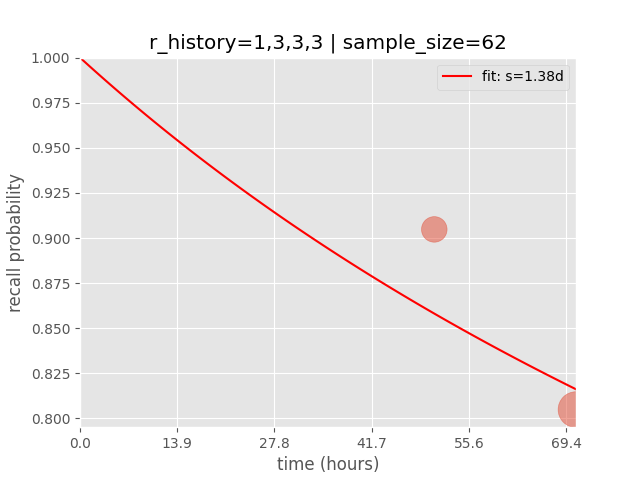 r_history=1,3,3,3 | sample_size=62
fit: s=1.38d
recall probability
1.000
0.975
0.950
0.925
0.900
0.875
0.850
0.825
0.800
0.0 13.9 27.8 41.7 55.6 69.4
time (hours)